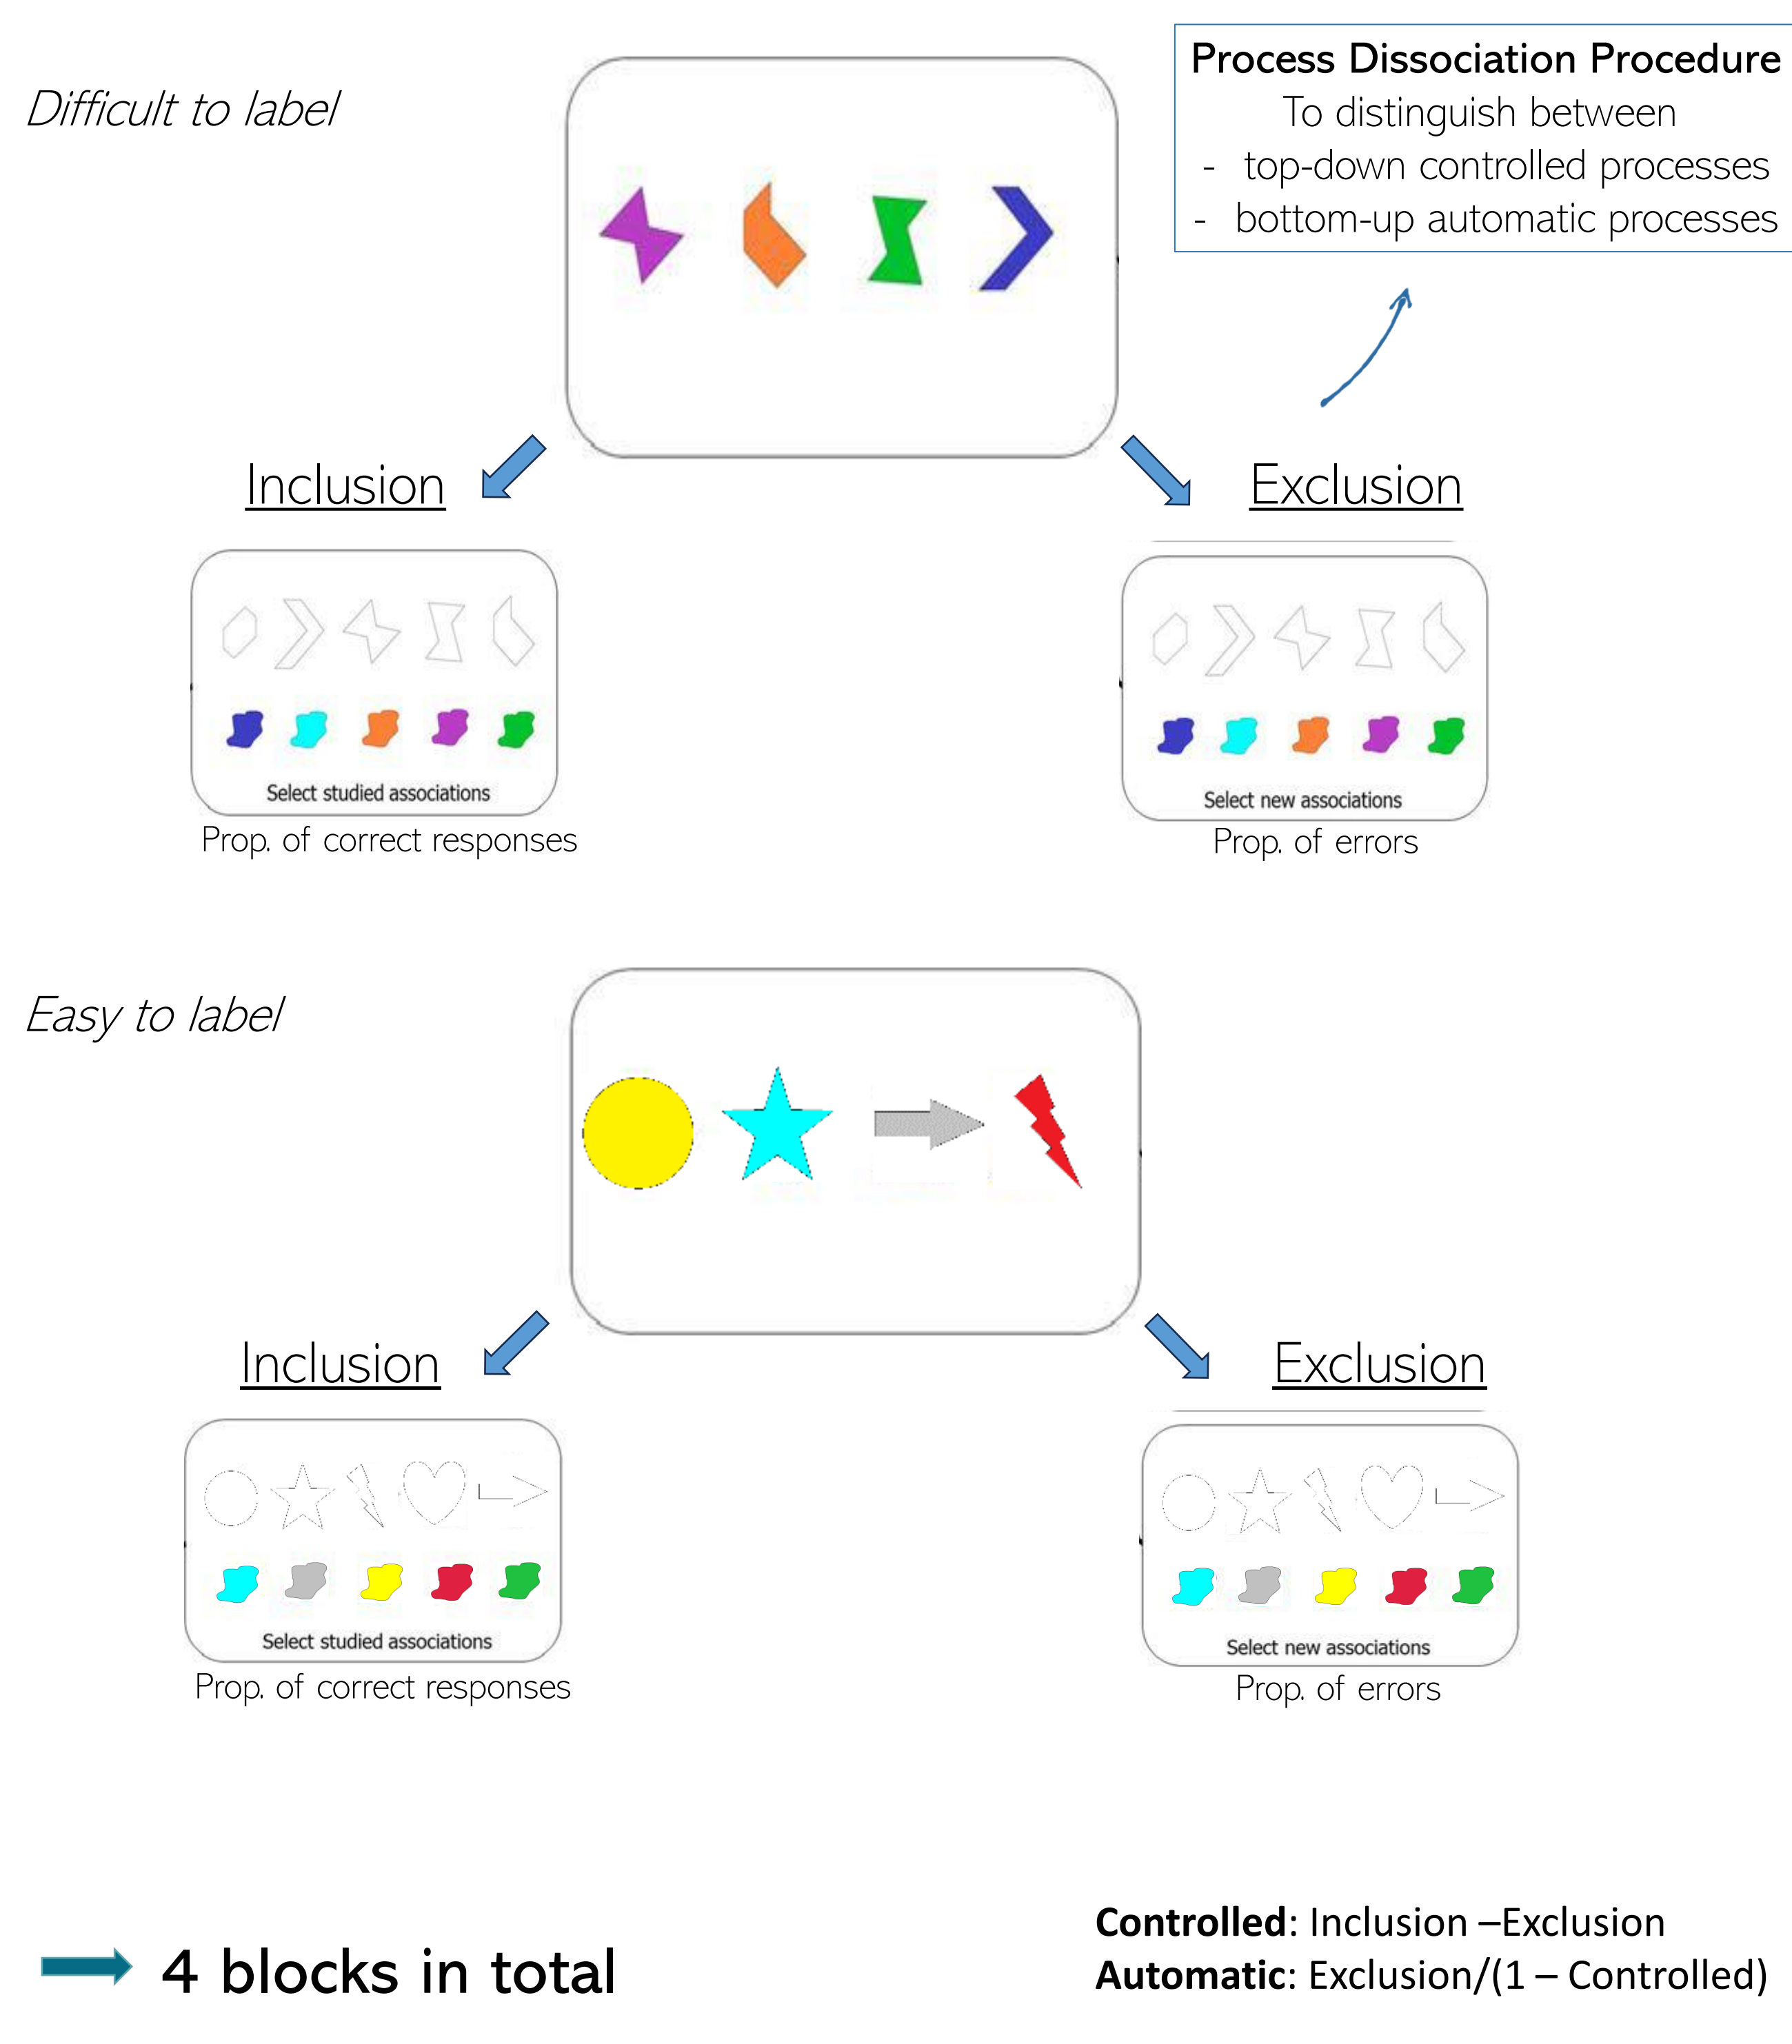 Process Dissociation Procedure
To distinguish between
- top-down controlled processes
- bottom-up automatic processes
Difficult to label
Inclusion
Exclusion
Select studied associations
Select new associations
Prop. of correct responses
Prop. of errors
Easy to label
Inclusion
Exclusion
Select studied associations
Select new associations
Prop. of correct responses
Prop. of errors
4 blocks in total
Controlled: Inclusion –Exclusion
Automatic: Exclusion/(1 – Controlled)